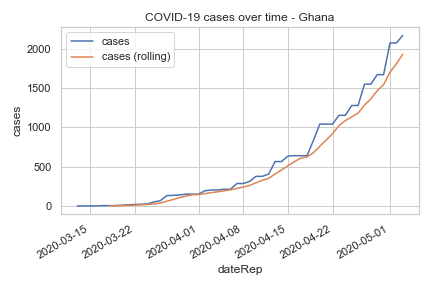 COVID-19 cases over time - Ghana
cases
cases (rolling)
2000
1500
1000
500
0
cases
2020-03-15
2020-03-22
2020-04-01
2020-04-08
2020-04-15
2020-04-22
2020-05-01
dateRep